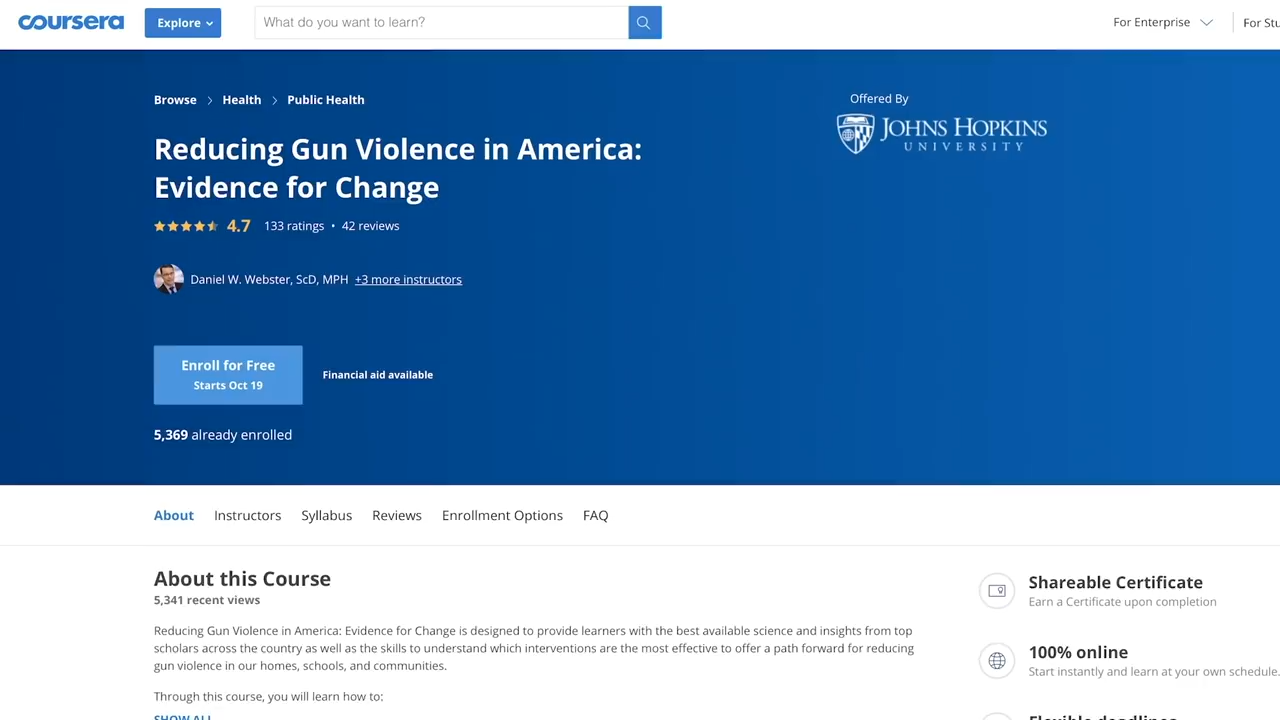 coursera
Explore
What do you want to learn?
For Enterprise
For Stu
Browse > Health > Public Health
Offered By
JOHNS HOPKINS
UNIVERSITY
Reducing Gun Violence in America:
Evidence for Change
4.7 133 ratings • 42 reviews
Daniel W. Webster, ScD, MPH +3 more instructors
Enroll for Free
Starts Oct 19
Financial aid available
5,369 already enrolled
About Instructors Syllabus Reviews Enrollment Options FAQ
About this Course
5,341 recent views
Reducing Gun Violence in America: Evidence for Change is designed to provide learners with the best available science and insights from top
scholars across the country as well as the skills to understand which interventions are the most effective to offer a path forward for reducing
gun violence in our homes, schools, and communities.
Through this course, you will learn how to:
SHOW ALL
Shareable Certificate
Earn a Certificate upon completion
100% online
Start instantly and learn at your own schedule.
Flexible deadlines